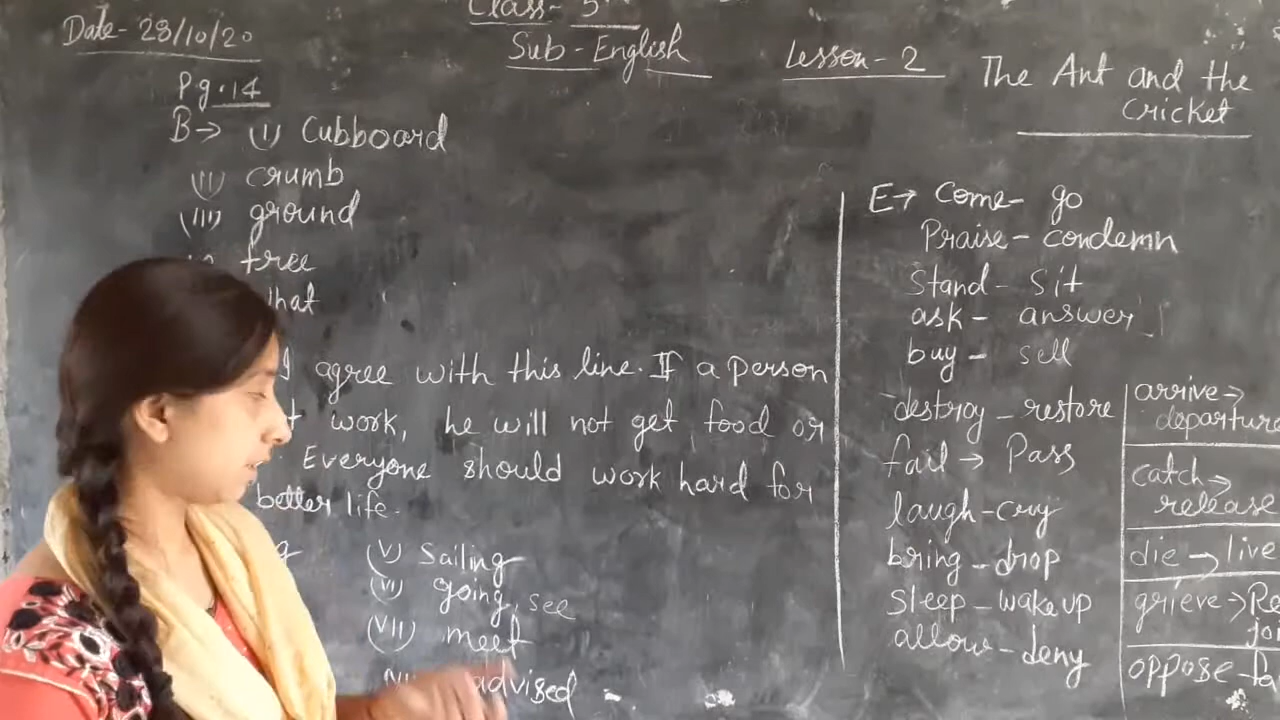 Date- 28/10/20
Class- 5th
Sub- English
Lesson- 2
The Ant and the
Cricket
Pg. 14
B→ (i) Cubboard
(ii) crumb
(iii) ground
free
that
I agree with this line. If a person
work, he will not get food or
Everyone should work hard for
better life.
(v) Sailing
(vi) going, see
(vii) meet
advised
E→ Come- go
Praise- condemn
Stand- Sit
ask- answer
buy- sell
destroy- restore
fail → Pass
laugh- cry
bring- drop
Sleep- wake up
allow- deny
arrive→
departure
catch→
release
die → live
grieve→
oppose-